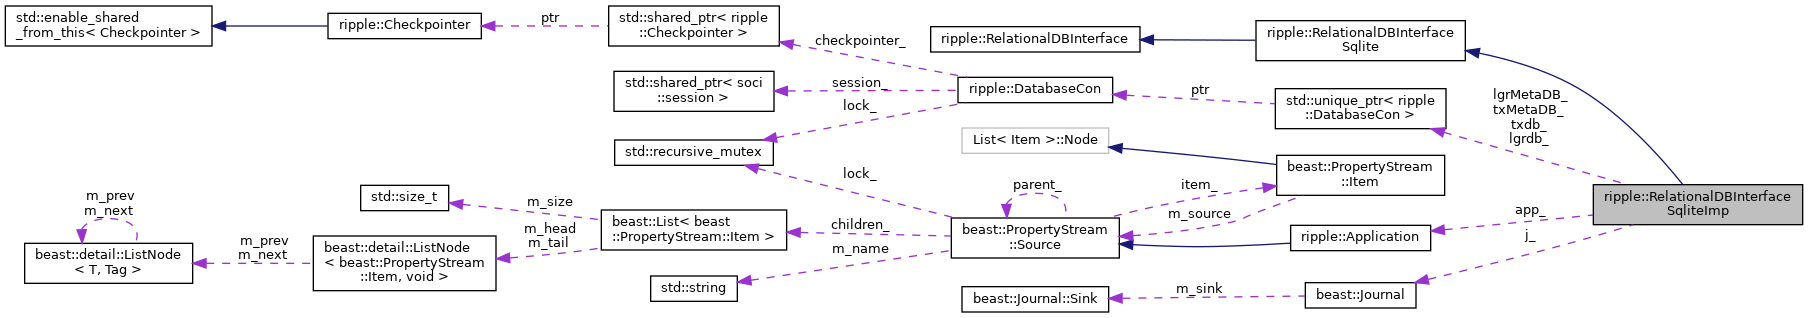 std::enable_shared
_from_this< Checkpointer >
ripple::Checkpointer
ptr
std::shared_ptr< ripple
::Checkpointer >
checkpointer_
std::shared_ptr< soci
::session >
session_
lock_
std::recursive_mutex
ripple::RelationalDBInterface
ripple::RelationalDBInterface
Sqlite
ripple::DatabaseCon
ptr
std::unique_ptr< ripple
::DatabaseCon >
lgrMetaDB_
txMetaDB_
txdb_
lgrdb_
List< Item >::Node
beast::PropertyStream
::Item
lock_
parent_
item_
m_source
ripple::RelationalDBInterface
SqliteImp
std::size_t
m_size
beast::List< beast
::PropertyStream::Item >
children_
beast::PropertyStream
::Source
ripple::Application
app_
j_
m_prev
m_next
beast::detail::ListNode
< T, Tag >
m_prev
m_next
beast::detail::ListNode
< beast::PropertyStream
::Item, void >
m_head
m_tail
m_name
std::string
beast::Journal::Sink
m_sink
beast::Journal